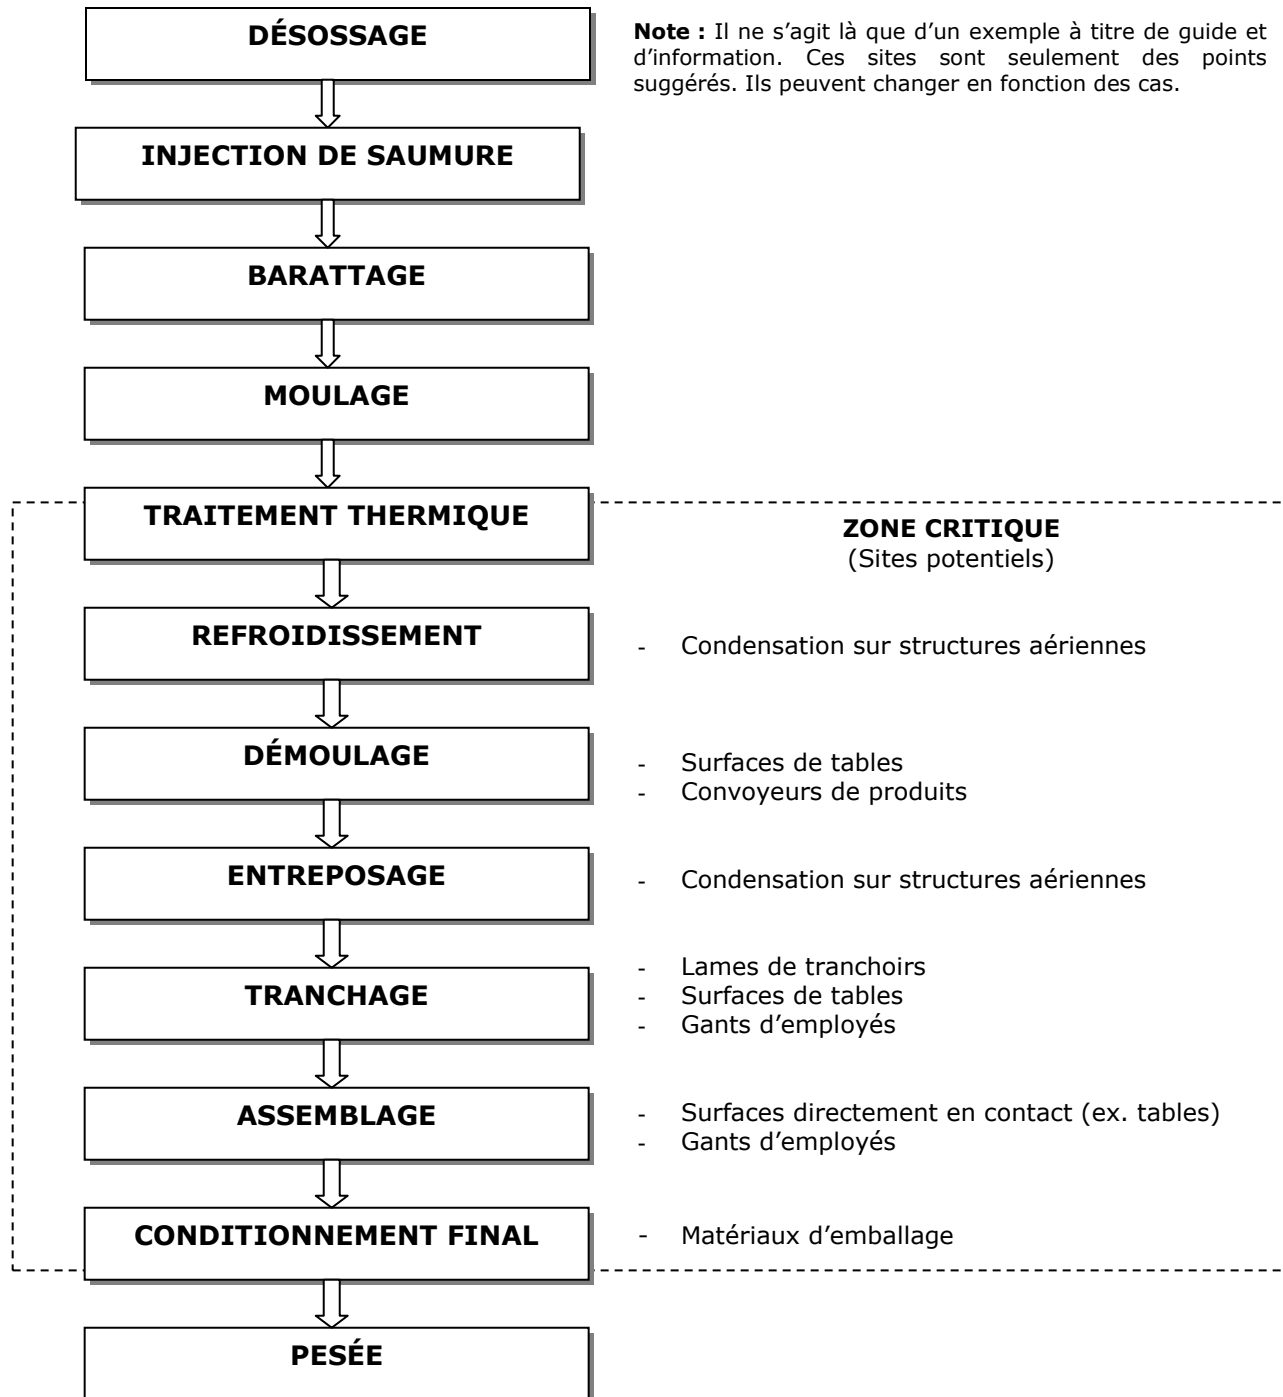 DÉSOSSAGE
Note : Il ne s’agit là que d’un exemple à titre de guide et
d’information. Ces sites sont seulement des points
suggérés. Ils peuvent changer en fonction des cas.
INJECTION DE SAUMURE
BARATTAGE
MOULAGE
TRAITEMENT THERMIQUE
ZONE CRITIQUE
(Sites potentiels)
REFROIDISSEMENT
- Condensation sur structures aériennes
DÉMOULAGE
- Surfaces de tables
- Convoyeurs de produits
ENTREPOSAGE
- Condensation sur structures aériennes
TRANCHAGE
- Lames de tranchoirs
- Surfaces de tables
- Gants d’employés
ASSEMBLAGE
- Surfaces directement en contact (ex. tables)
- Gants d’employés
CONDITIONNEMENT FINAL
- Matériaux d’emballage
PESÉE